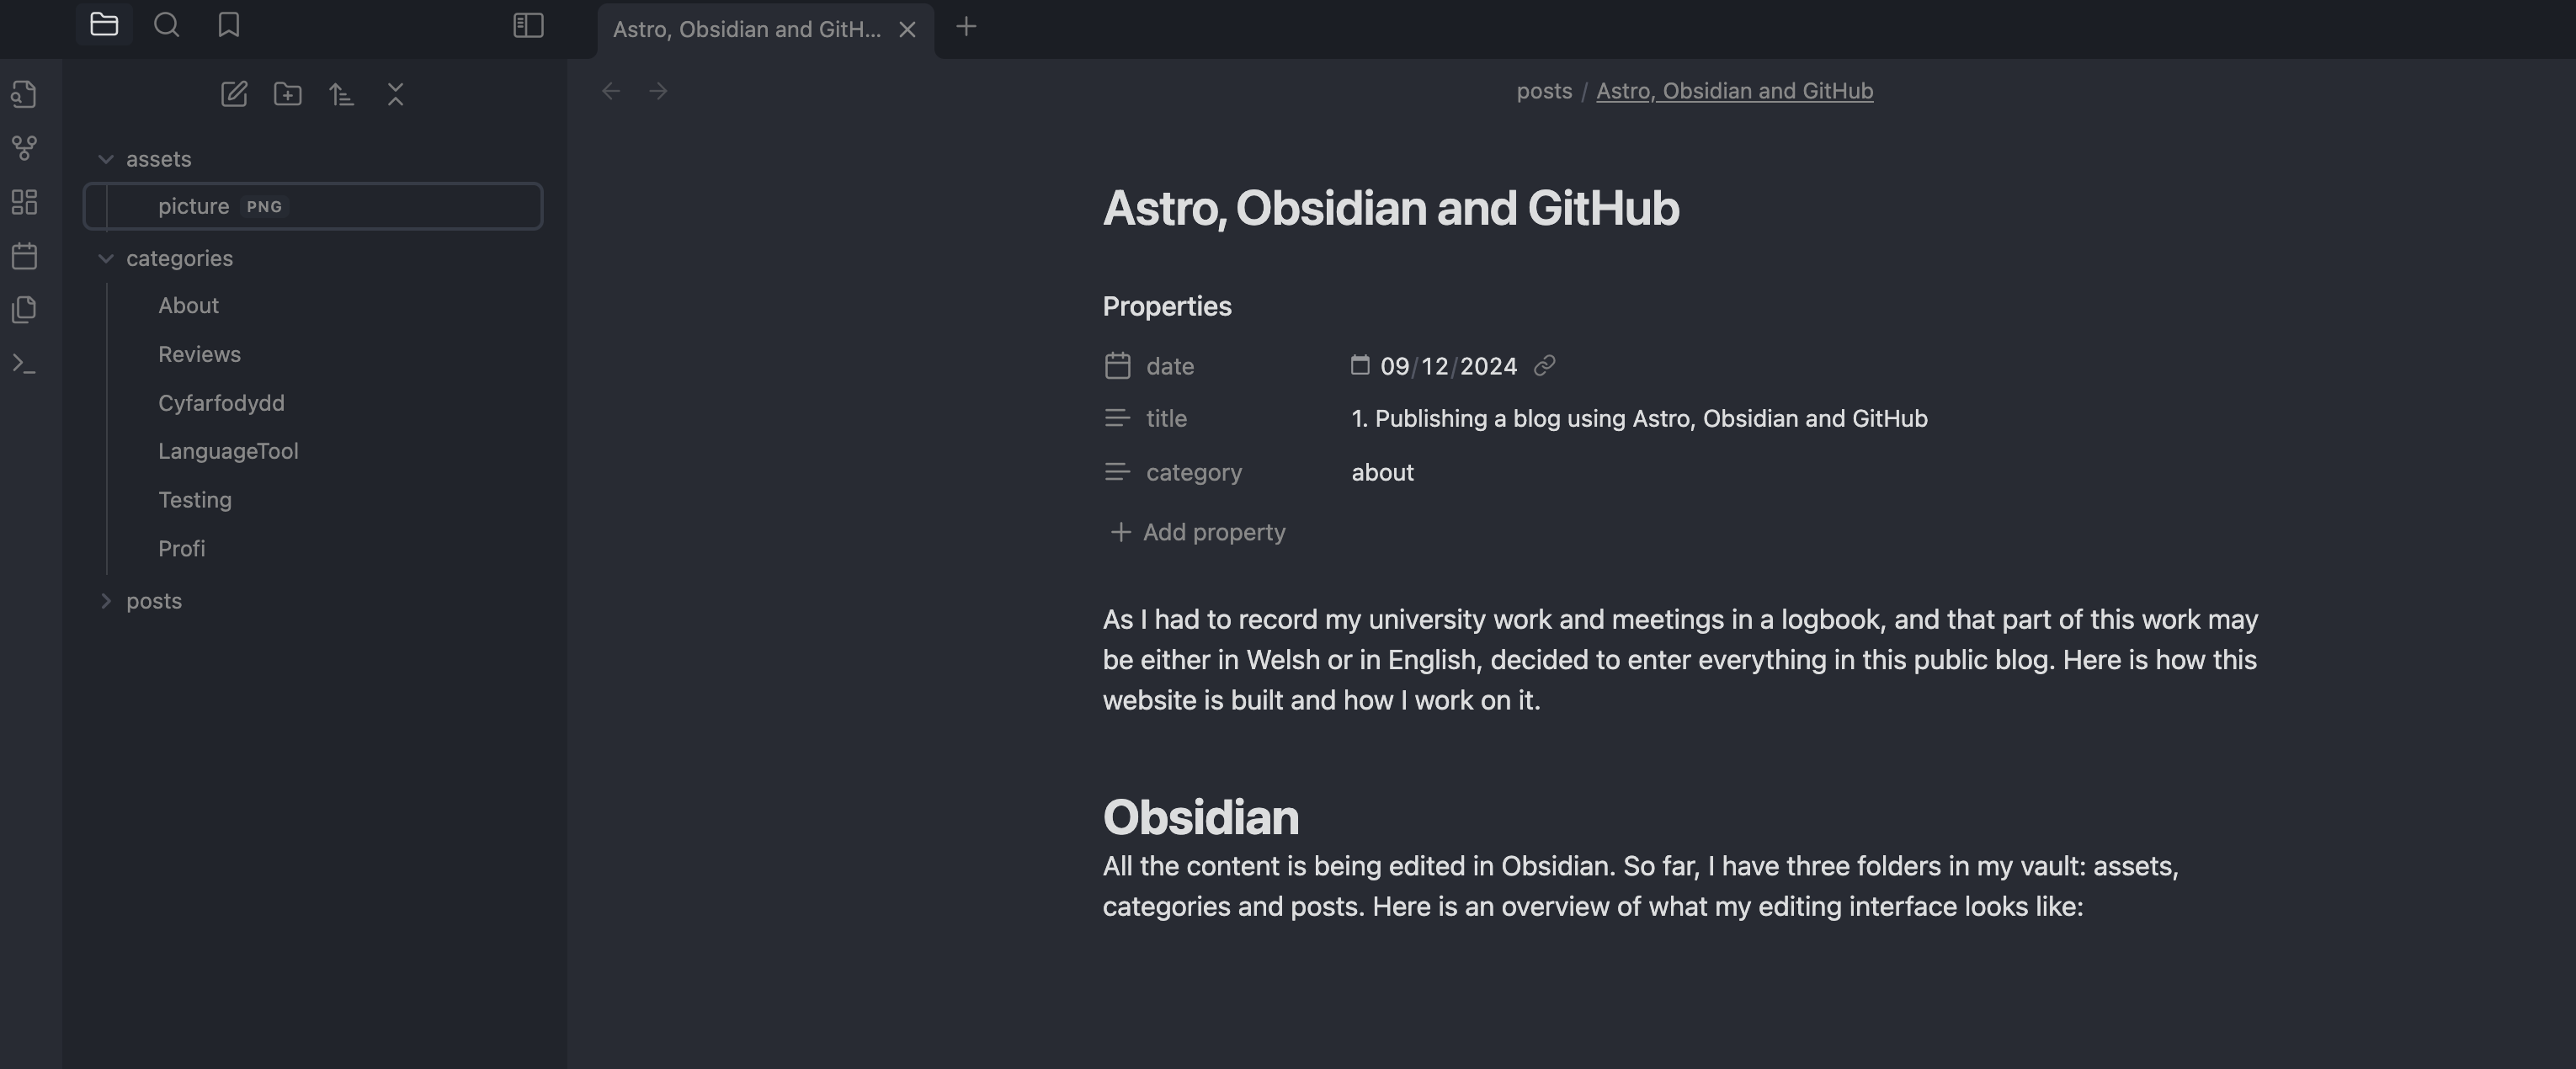 Astro, Obsidian and GitH...
posts / Astro, Obsidian and GitHub
assets
picture PNG
categories
About
Reviews
Cyfarfodydd
LanguageTool
Testing
Profi
posts
Astro, Obsidian and GitHub
Properties
date 09/12/2024
title 1. Publishing a blog using Astro, Obsidian and GitHub
category about
Add property
As I had to record my university work and meetings in a logbook, and that part of this work may
be either in Welsh or in English, decided to enter everything in this public blog. Here is how this
website is built and how I work on it.
Obsidian
All the content is being edited in Obsidian. So far, I have three folders in my vault: assets,
categories and posts. Here is an overview of what my editing interface looks like: